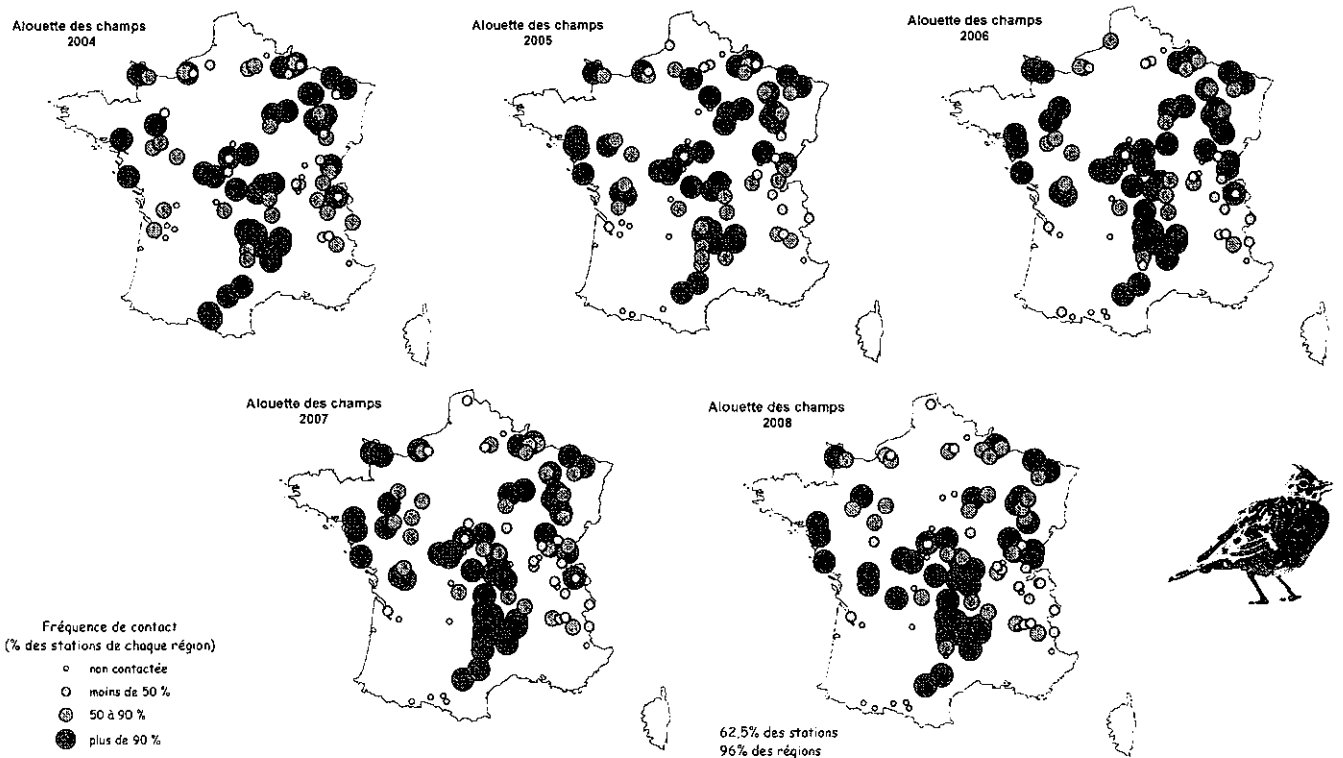 Alouette des champs
2004
Alouette des champs
2005
Alouette des champs
2006
Alouette des champs
2007
Alouette des champs
2008
Fréquence de contact
(% des stations de chaque région)
non contactée
moins de 50 %
50 à 90 %
plus de 90 %
62,5% des stations
96% des régions